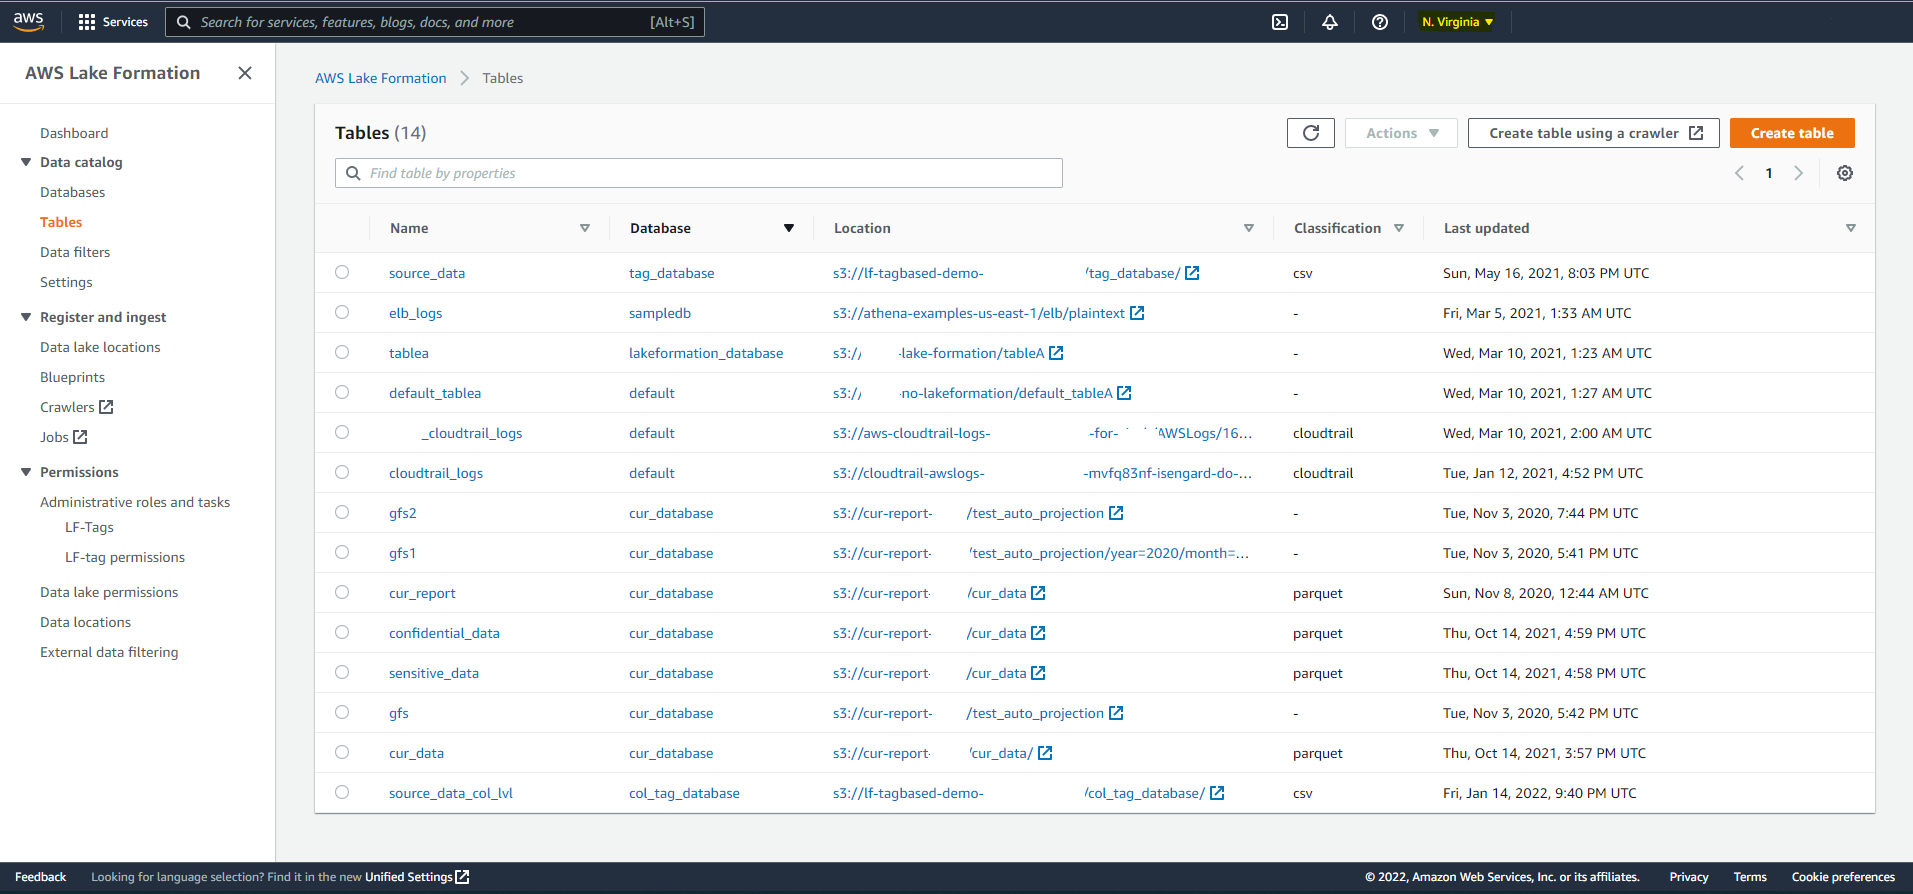 aws Services Search for services, features, blogs, docs, and more [Alt+S] N. Virginia
AWS Lake Formation
Dashboard
Data catalog
Databases
Tables
Data filters
Settings
Register and ingest
Data lake locations
Blueprints
Crawlers
Jobs
Permissions
Administrative roles and tasks
LF-Tags
LF-tag permissions
Data lake permissions
Data locations
External data filtering
AWS Lake Formation Tables
Tables (14) Actions Create table using a crawler Create table
Find table by properties 1
Name Database Location Classification Last updated
source_data tag_database s3://lf-tagbased-demo- /tag_database/ csv Sun, May 16, 2021, 8:03 PM UTC
elb_logs sampledb s3://athena-examples-us-east-1/elb/plaintext - Fri, Mar 5, 2021, 1:33 AM UTC
tablea lakeformation_database s3:// -lake-formation/tableA - Wed, Mar 10, 2021, 1:23 AM UTC
default_tablea default s3:// -no-lakeformation/default_tableA - Wed, Mar 10, 2021, 1:27 AM UTC
_cloudtrail_logs default s3://aws-cloudtrail-logs- -for- /AWSLogs/16... cloudtrail Wed, Mar 10, 2021, 2:00 AM UTC
cloudtrail_logs default s3://cloudtrail-awslogs- -mvfq83nf-isengard-do-... cloudtrail Tue, Jan 12, 2021, 4:52 PM UTC
gfs2 cur_database s3://cur-report- /test_auto_projection - Tue, Nov 3, 2020, 7:44 PM UTC
gfs1 cur_database s3://cur-report- /test_auto_projection/year=2020/month=... - Tue, Nov 3, 2020, 5:41 PM UTC
cur_report cur_database s3://cur-report- /cur_data parquet Sun, Nov 8, 2020, 12:44 AM UTC
confidential_data cur_database s3://cur-report- /cur_data parquet Thu, Oct 14, 2021, 4:59 PM UTC
sensitive_data cur_database s3://cur-report- /cur_data parquet Thu, Oct 14, 2021, 4:58 PM UTC
gfs cur_database s3://cur-report- /test_auto_projection - Tue, Nov 3, 2020, 5:42 PM UTC
cur_data cur_database s3://cur-report- /cur_data/ parquet Thu, Oct 14, 2021, 3:57 PM UTC
source_data_col_lvl col_tag_database s3://lf-tagbased-demo- /col_tag_database/ csv Fri, Jan 14, 2022, 9:40 PM UTC
Feedback Looking for language selection? Find it in the new Unified Settings © 2022, Amazon Web Services, Inc. or its affiliates. Privacy Terms Cookie preferences